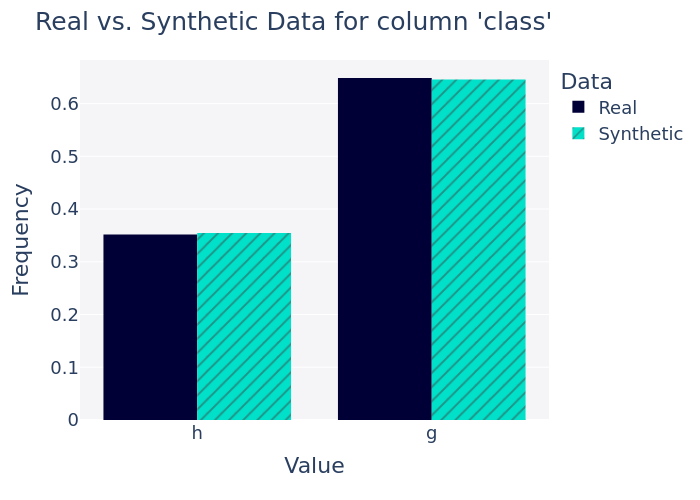 Real vs. Synthetic Data for column 'class'
Data
Real
Synthetic
Frequency
0.6
0.5
0.4
0.3
0.2
0.1
0
h
g
Value